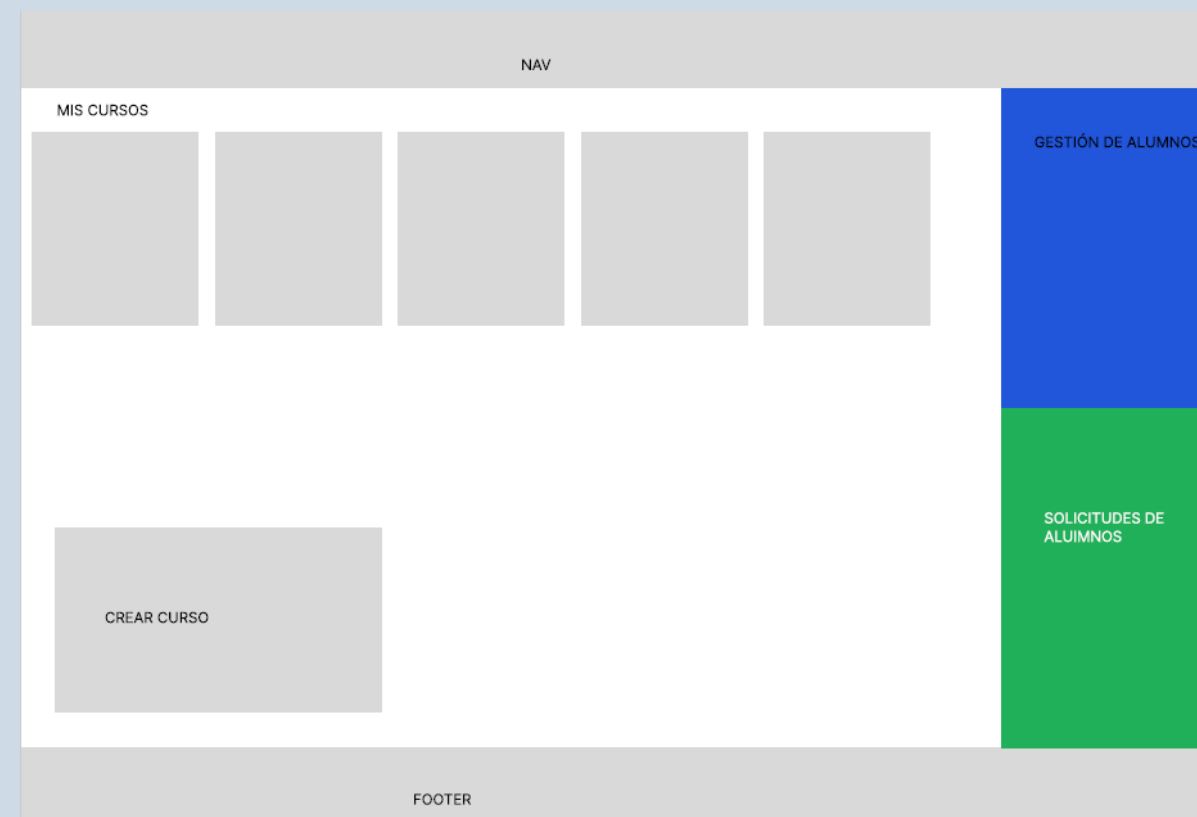 NAV
MIS CURSOS
GESTIÓN DE ALUMNOS
SOLICITUDES DE
ALUIMNOS
CREAR CURSO
FOOTER